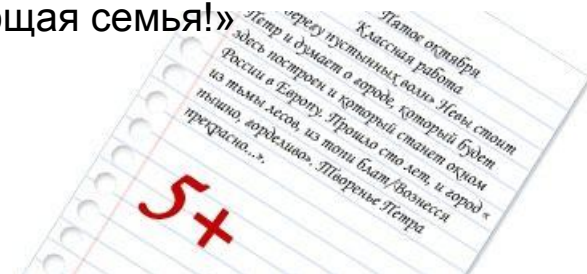 ющая семья!»
Пятое октября
Классная работа
берегу пустынных волн» Невы стоит
Петр и думает о городе, который будет
здесь построен и который станет окном
России в Европу. Прошло сто лет, и город «
из тьмы лесов, из топи блат/Вознесся
пышно, горделиво». Творенье Петра
прекрасно...».
5+